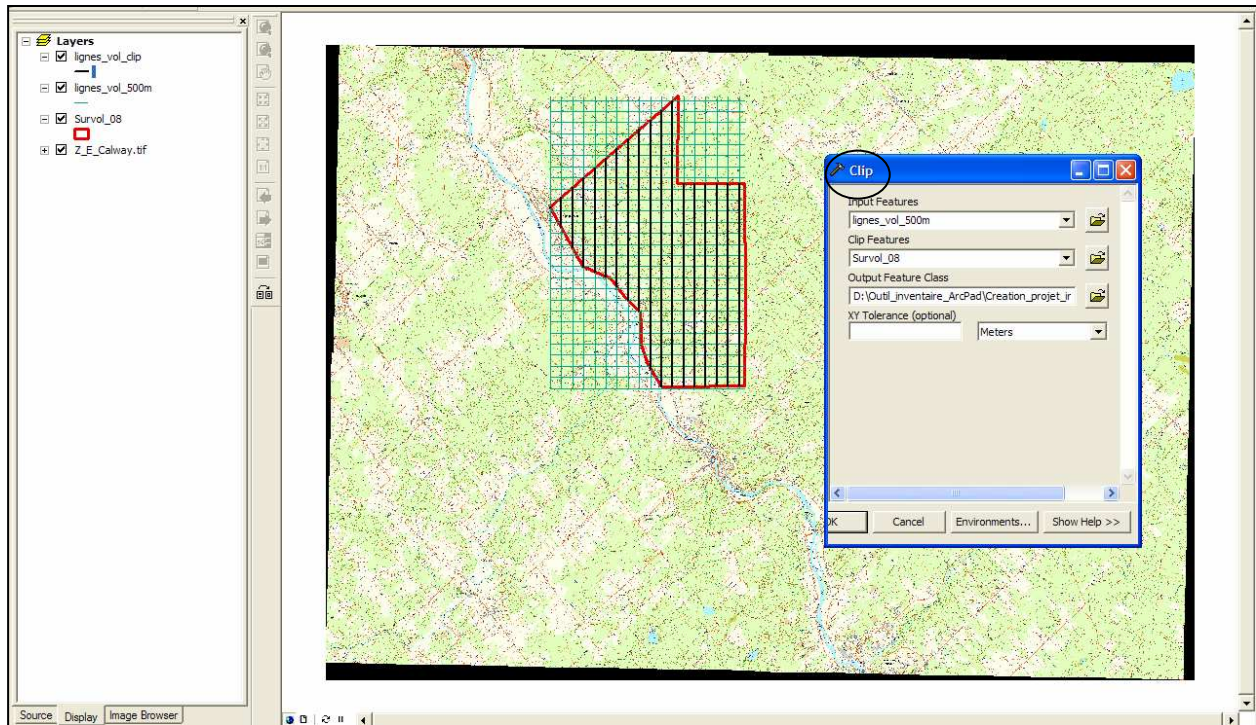 Layers
lignes_vol_clip
lignes_vol_500m
Survol_08
Z_E_Calway.tif
Source Display Image Browser
Clip
Input Features
lignes_vol_500m
Clip Features
Survol_08
Output Feature Class
D:\Outil_inventaire_ArcPad\Creation_projet_ir
XY Tolerance (optional)
Meters
OK Cancel Environments... Show Help >>